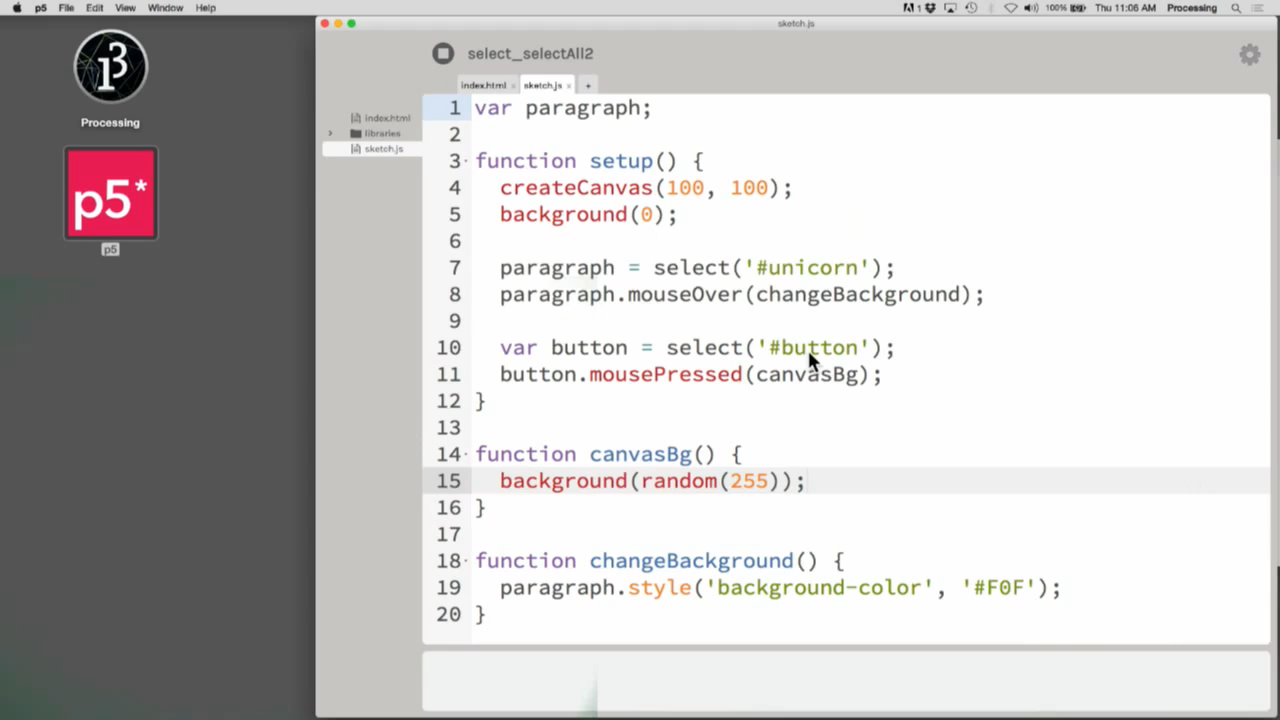 p5 File Edit View Window Help
1 100% Thu 11:06 AM Processing
sketch.js
select_selectAll2
index.html × sketch.js × +
index.html
libraries
sketch.js
13
Processing
p5*
p5
1 var paragraph;
2
3 function setup() {
4 createCanvas(100, 100);
5 background(0);
6
7 paragraph = select('#unicorn');
8 paragraph.mouseOver(changeBackground);
9
10 var button = select('#button');
11 button.mousePressed(canvasBg);
12 }
13
14 function canvasBg() {
15 background(random(255));
16 }
17
18 function changeBackground() {
19 paragraph.style('background-color', '#F0F');
20 }